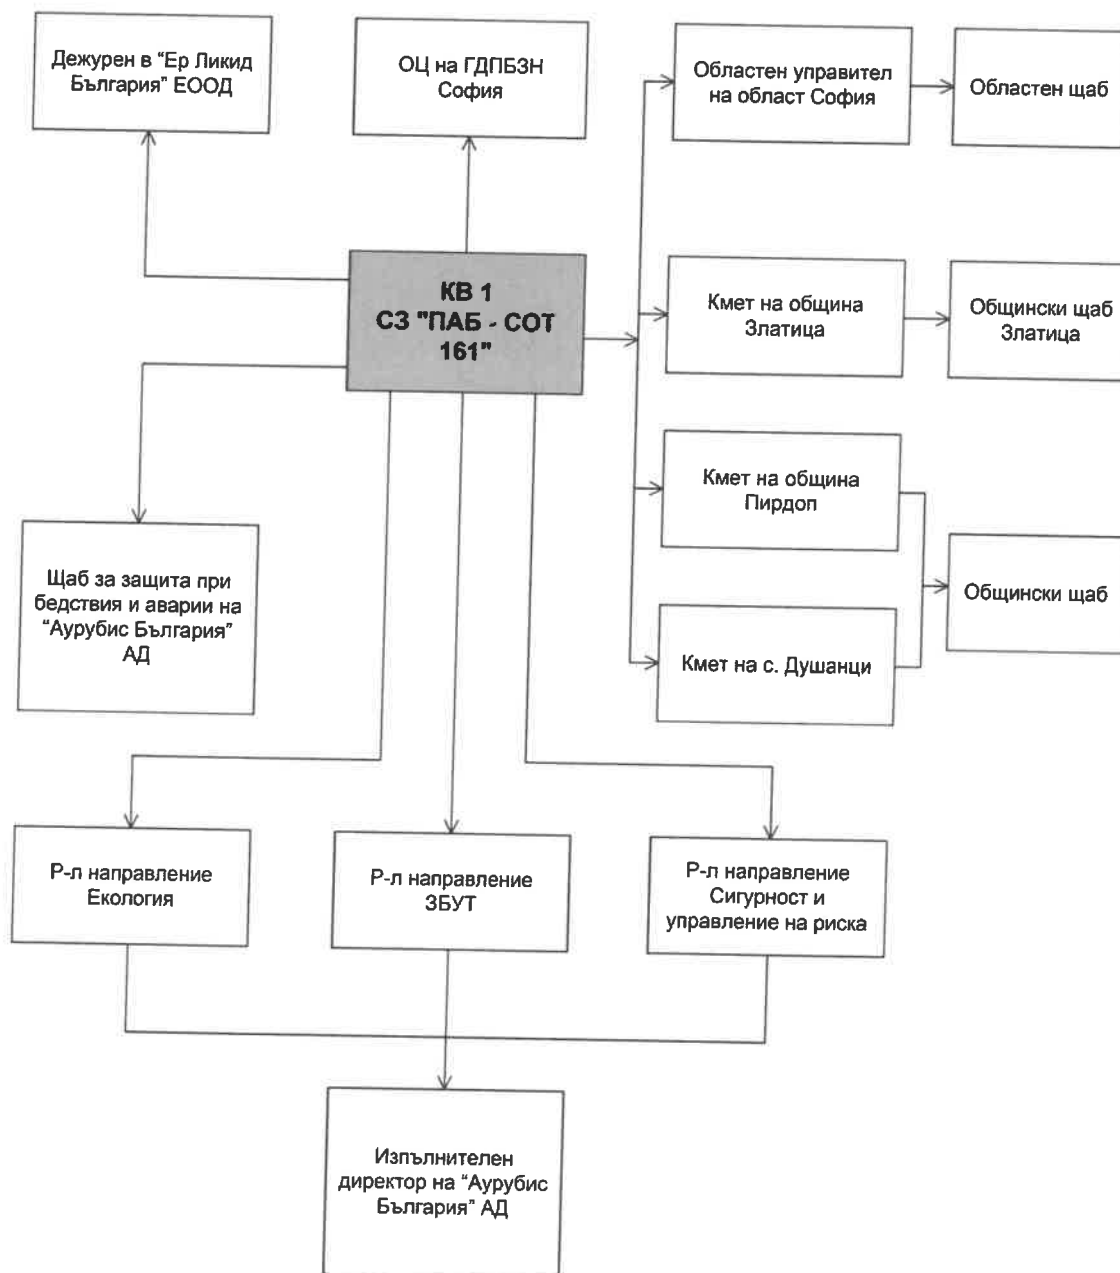 Дежурен в “Ер Ликид
България” ЕООД
ОЦ на ГДПБЗН
София
Областен управител
на област София
Областен щаб
КВ 1
СЗ "ПАБ - СОТ
161"
Кмет на община
Златица
Общински щаб
Златица
Кмет на община
Пирдоп
Общински щаб
Кмет на с. Душанци
Щаб за защита при
бедствия и аварии на
“Аурубис България”
АД
Р-л направление
Екология
Р-л направление
ЗБУТ
Р-л направление
Сигурност и
управление на риска
Изпълнителен
директор на “Аурубис
България” АД